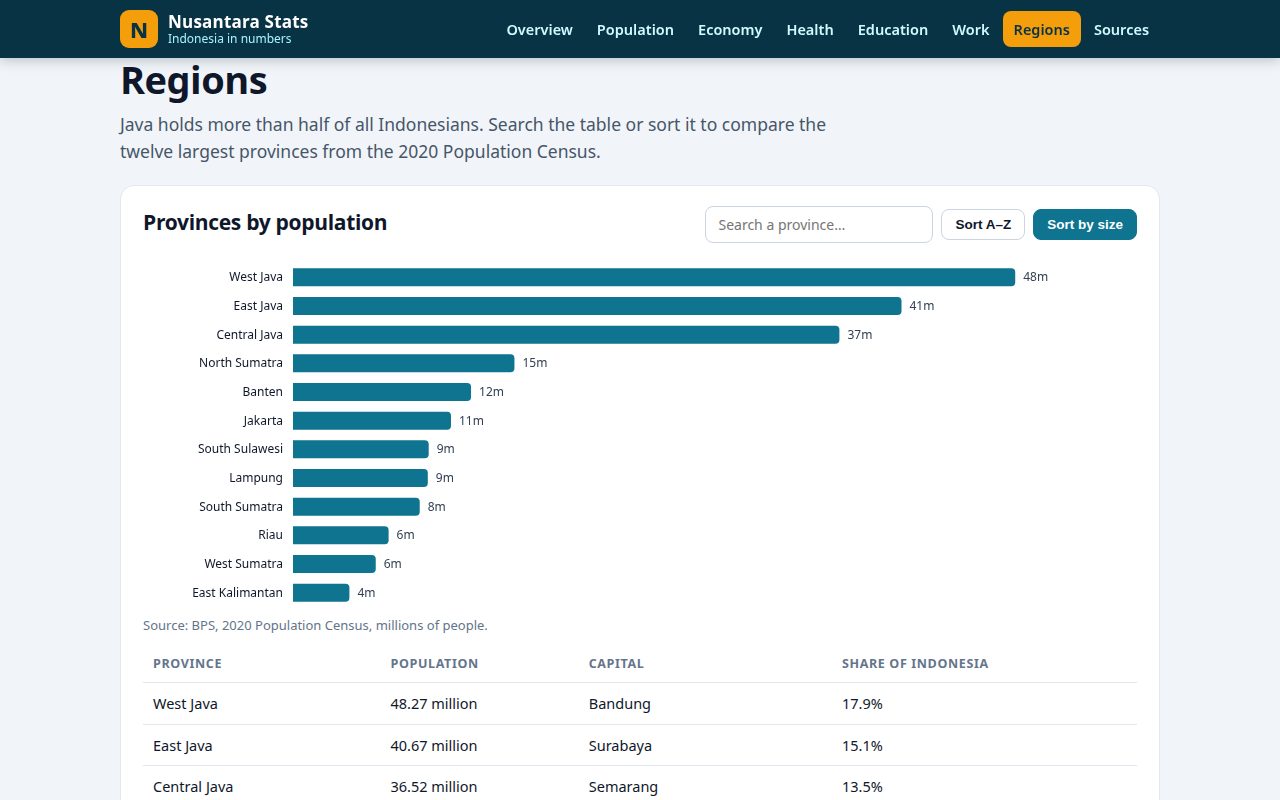 N
Nusantara Stats
Indonesia in numbers
Overview Population Economy Health Education Work Regions Sources
Regions
Java holds more than half of all Indonesians. Search the table or sort it to compare the
twelve largest provinces from the 2020 Population Census.
Provinces by population
Search a province...
Sort A–Z
Sort by size
West Java 48m
East Java 41m
Central Java 37m
North Sumatra 15m
Banten 12m
Jakarta 11m
South Sulawesi 9m
Lampung 9m
South Sumatra 8m
Riau 6m
West Sumatra 6m
East Kalimantan 4m
Source: BPS, 2020 Population Census, millions of people.
PROVINCE POPULATION CAPITAL SHARE OF INDONESIA
West Java 48.27 million Bandung 17.9%
East Java 40.67 million Surabaya 15.1%
Central Java 36.52 million Semarang 13.5%